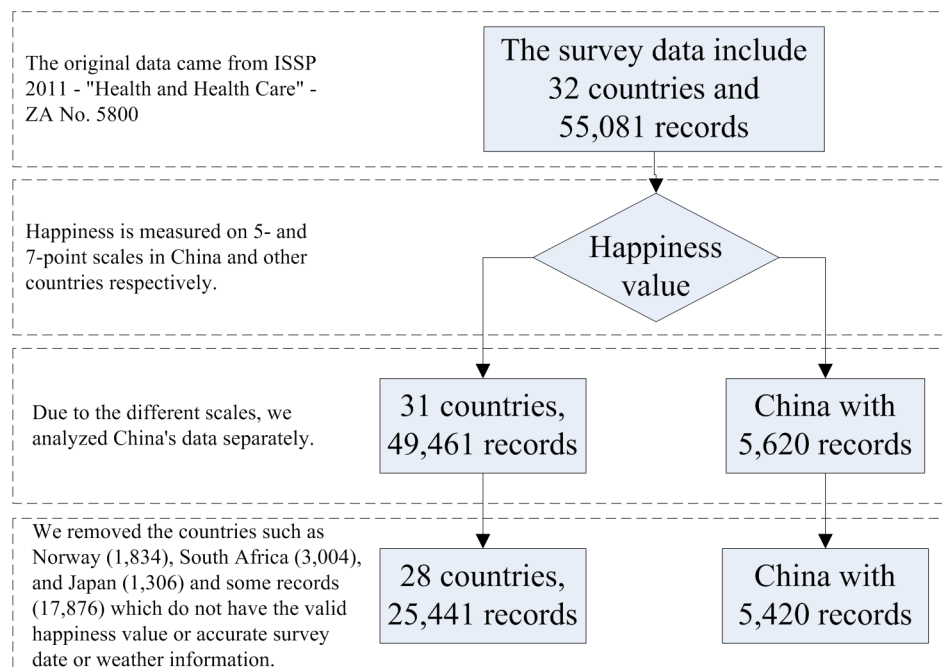 The original data came from ISSP
2011 - "Health and Health Care" -
ZA No. 5800
The survey data include
32 countries and
55,081 records
Happiness is measured on 5- and
7-point scales in China and other
countries respectively.
Happiness
value
Due to the different scales, we
analyzed China's data separately.
31 countries,
49,461 records
China with
5,620 records
We removed the countries such as
Norway (1,834), South Africa (3,004),
and Japan (1,306) and some records
(17,876) which do not have the valid
happiness value or accurate survey
date or weather information.
28 countries,
25,441 records
China with
5,420 records